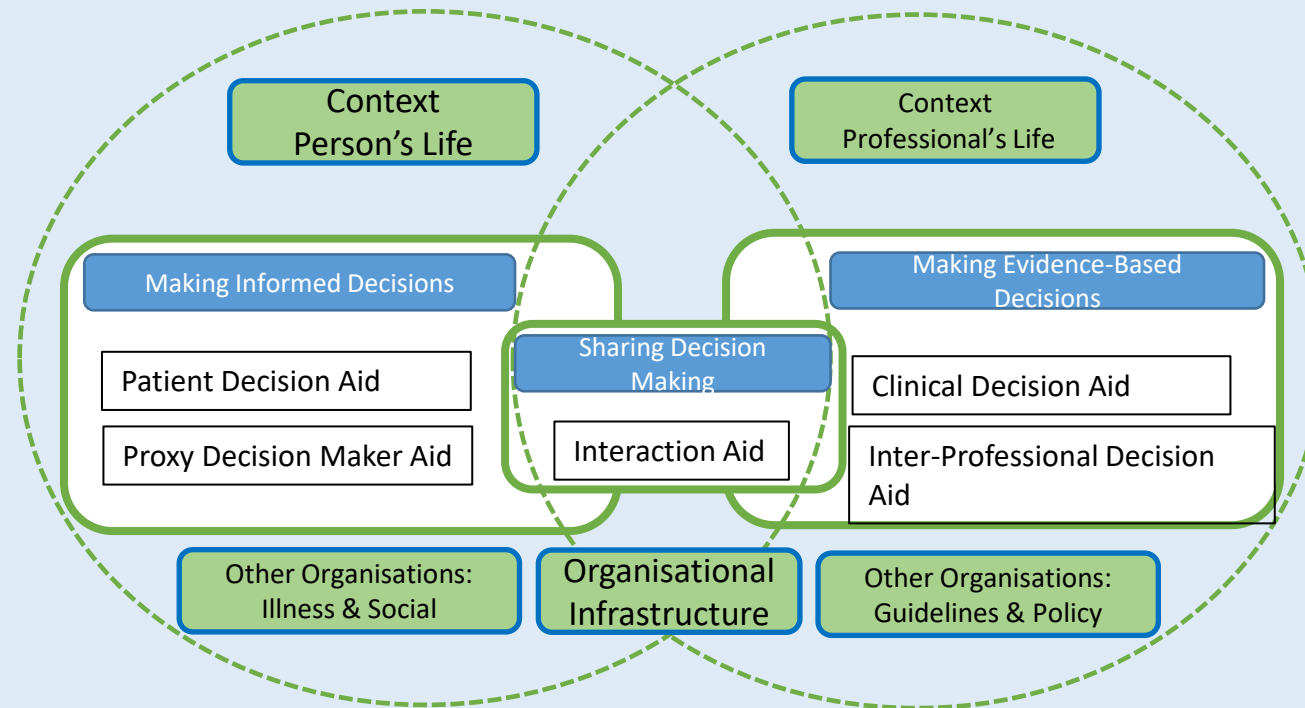 Context
Person's Life
Context
Professional's Life
Making Informed Decisions
Making Evidence-Based
Decisions
Sharing Decision
Making
Patient Decision Aid
Clinical Decision Aid
Proxy Decision Maker Aid
Interaction Aid
Inter-Professional Decision
Aid
Other Organisations:
Illness & Social
Organisational
Infrastructure
Other Organisations:
Guidelines & Policy